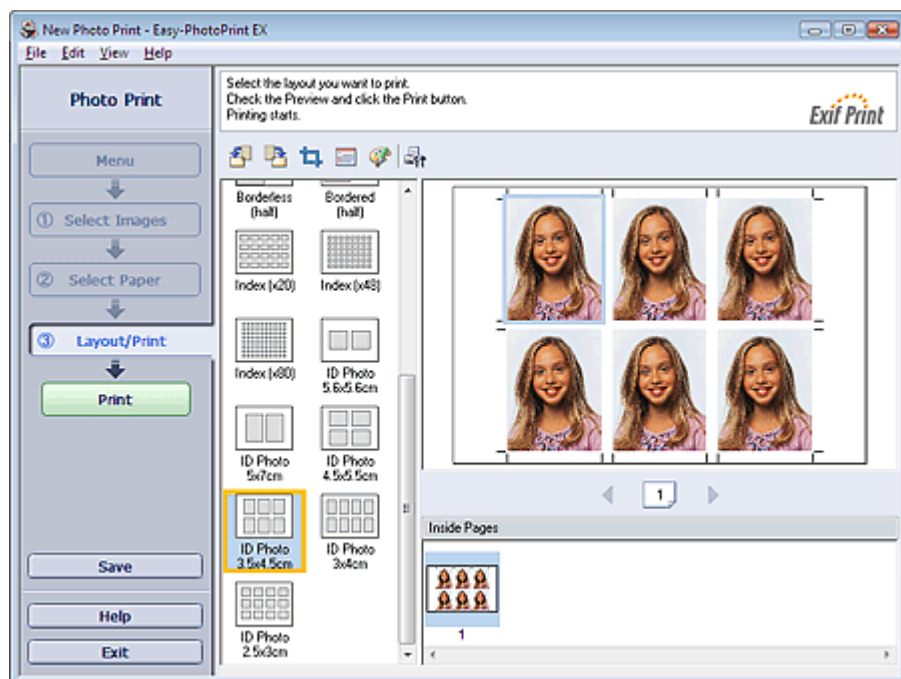 New Photo Print - Easy-PhotoPrint EX
File Edit View Help
Photo Print
Select the layout you want to print.
Check the Preview and click the Print button.
Printing starts.
Exif Print
Menu
① Select Images
② Select Paper
③ Layout/Print
Print
Save
Help
Exit
Borderless
(half)
Bordered
(half)
Index (x20)
Index (x48)
Index (x80)
ID Photo
5.6x5.6cm
ID Photo
5x7cm
ID Photo
4.5x5.5cm
ID Photo
3.5x4.5cm
ID Photo
3x4cm
ID Photo
2.5x3cm
1
Inside Pages
1